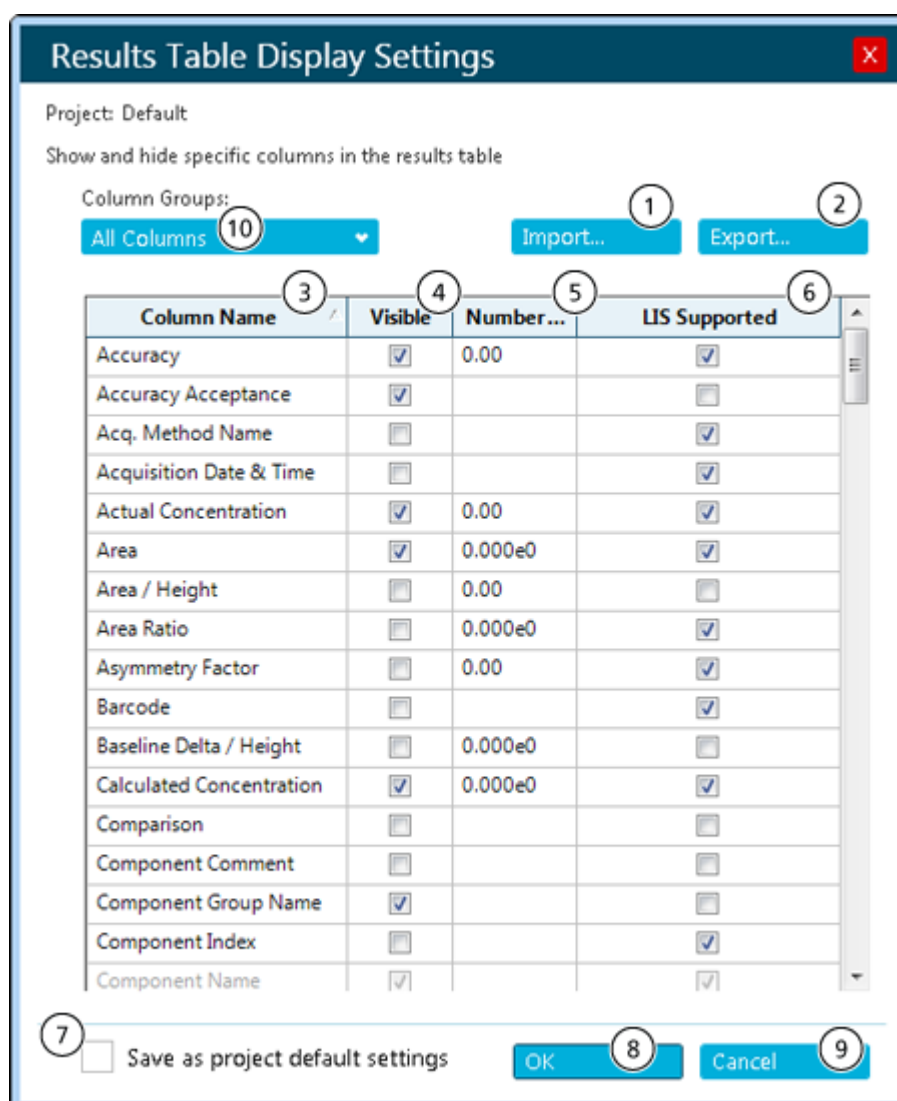 Results Table Display Settings
X
Project: Default
Show and hide specific columns in the results table
Column Groups:
1
2
All Columns
10
Import...
Export...
3
4
5
6
Column Name Visible Number... LIS Supported
Accuracy 0.00
Accuracy Acceptance
Acq. Method Name
Acquisition Date & Time
Actual Concentration 0.00
Area 0.000e0
Area / Height 0.00
Area Ratio 0.000e0
Asymmetry Factor 0.00
Barcode
Baseline Delta / Height 0.000e0
Calculated Concentration 0.000e0
Comparison
Component Comment
Component Group Name
Component Index
Component Name
7
Save as project default settings
OK
8
Cancel
9